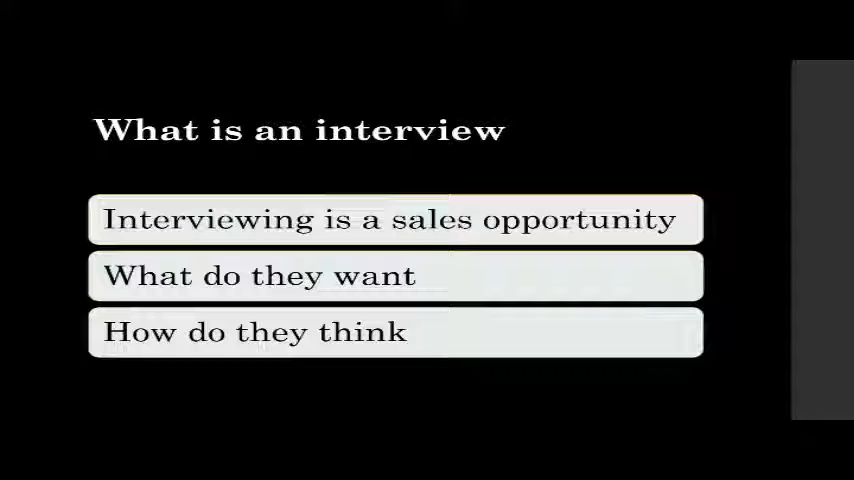 What is an interview
Interviewing is a sales opportunity
What do they want
How do they think